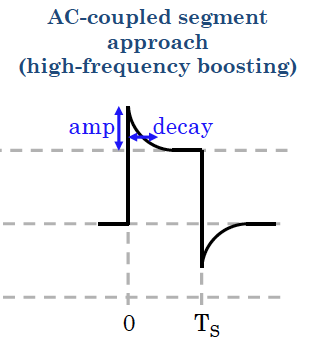 AC-coupled segment
approach
(high-frequency boosting)
amp decay
0 Ts